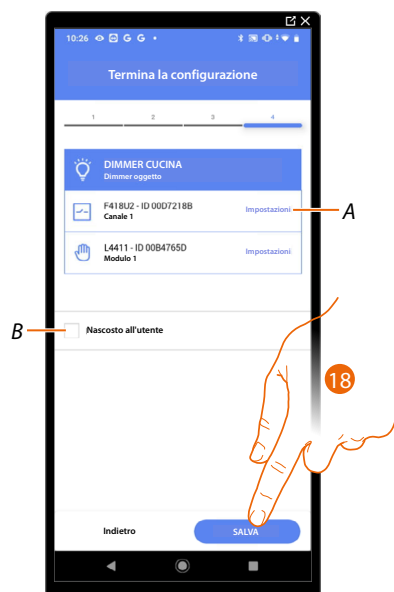 10:26 G G
Termina la configurazione
1 2 3 4
DIMMER CUCINA
Dimmer oggetto
F418U2 - ID 00D7218B
Canale 1
Impostazioni
A
L4411 - ID 00B4765D
Modulo 1
Impostazioni
B
Nascosto all'utente
18
Indietro
SALVA